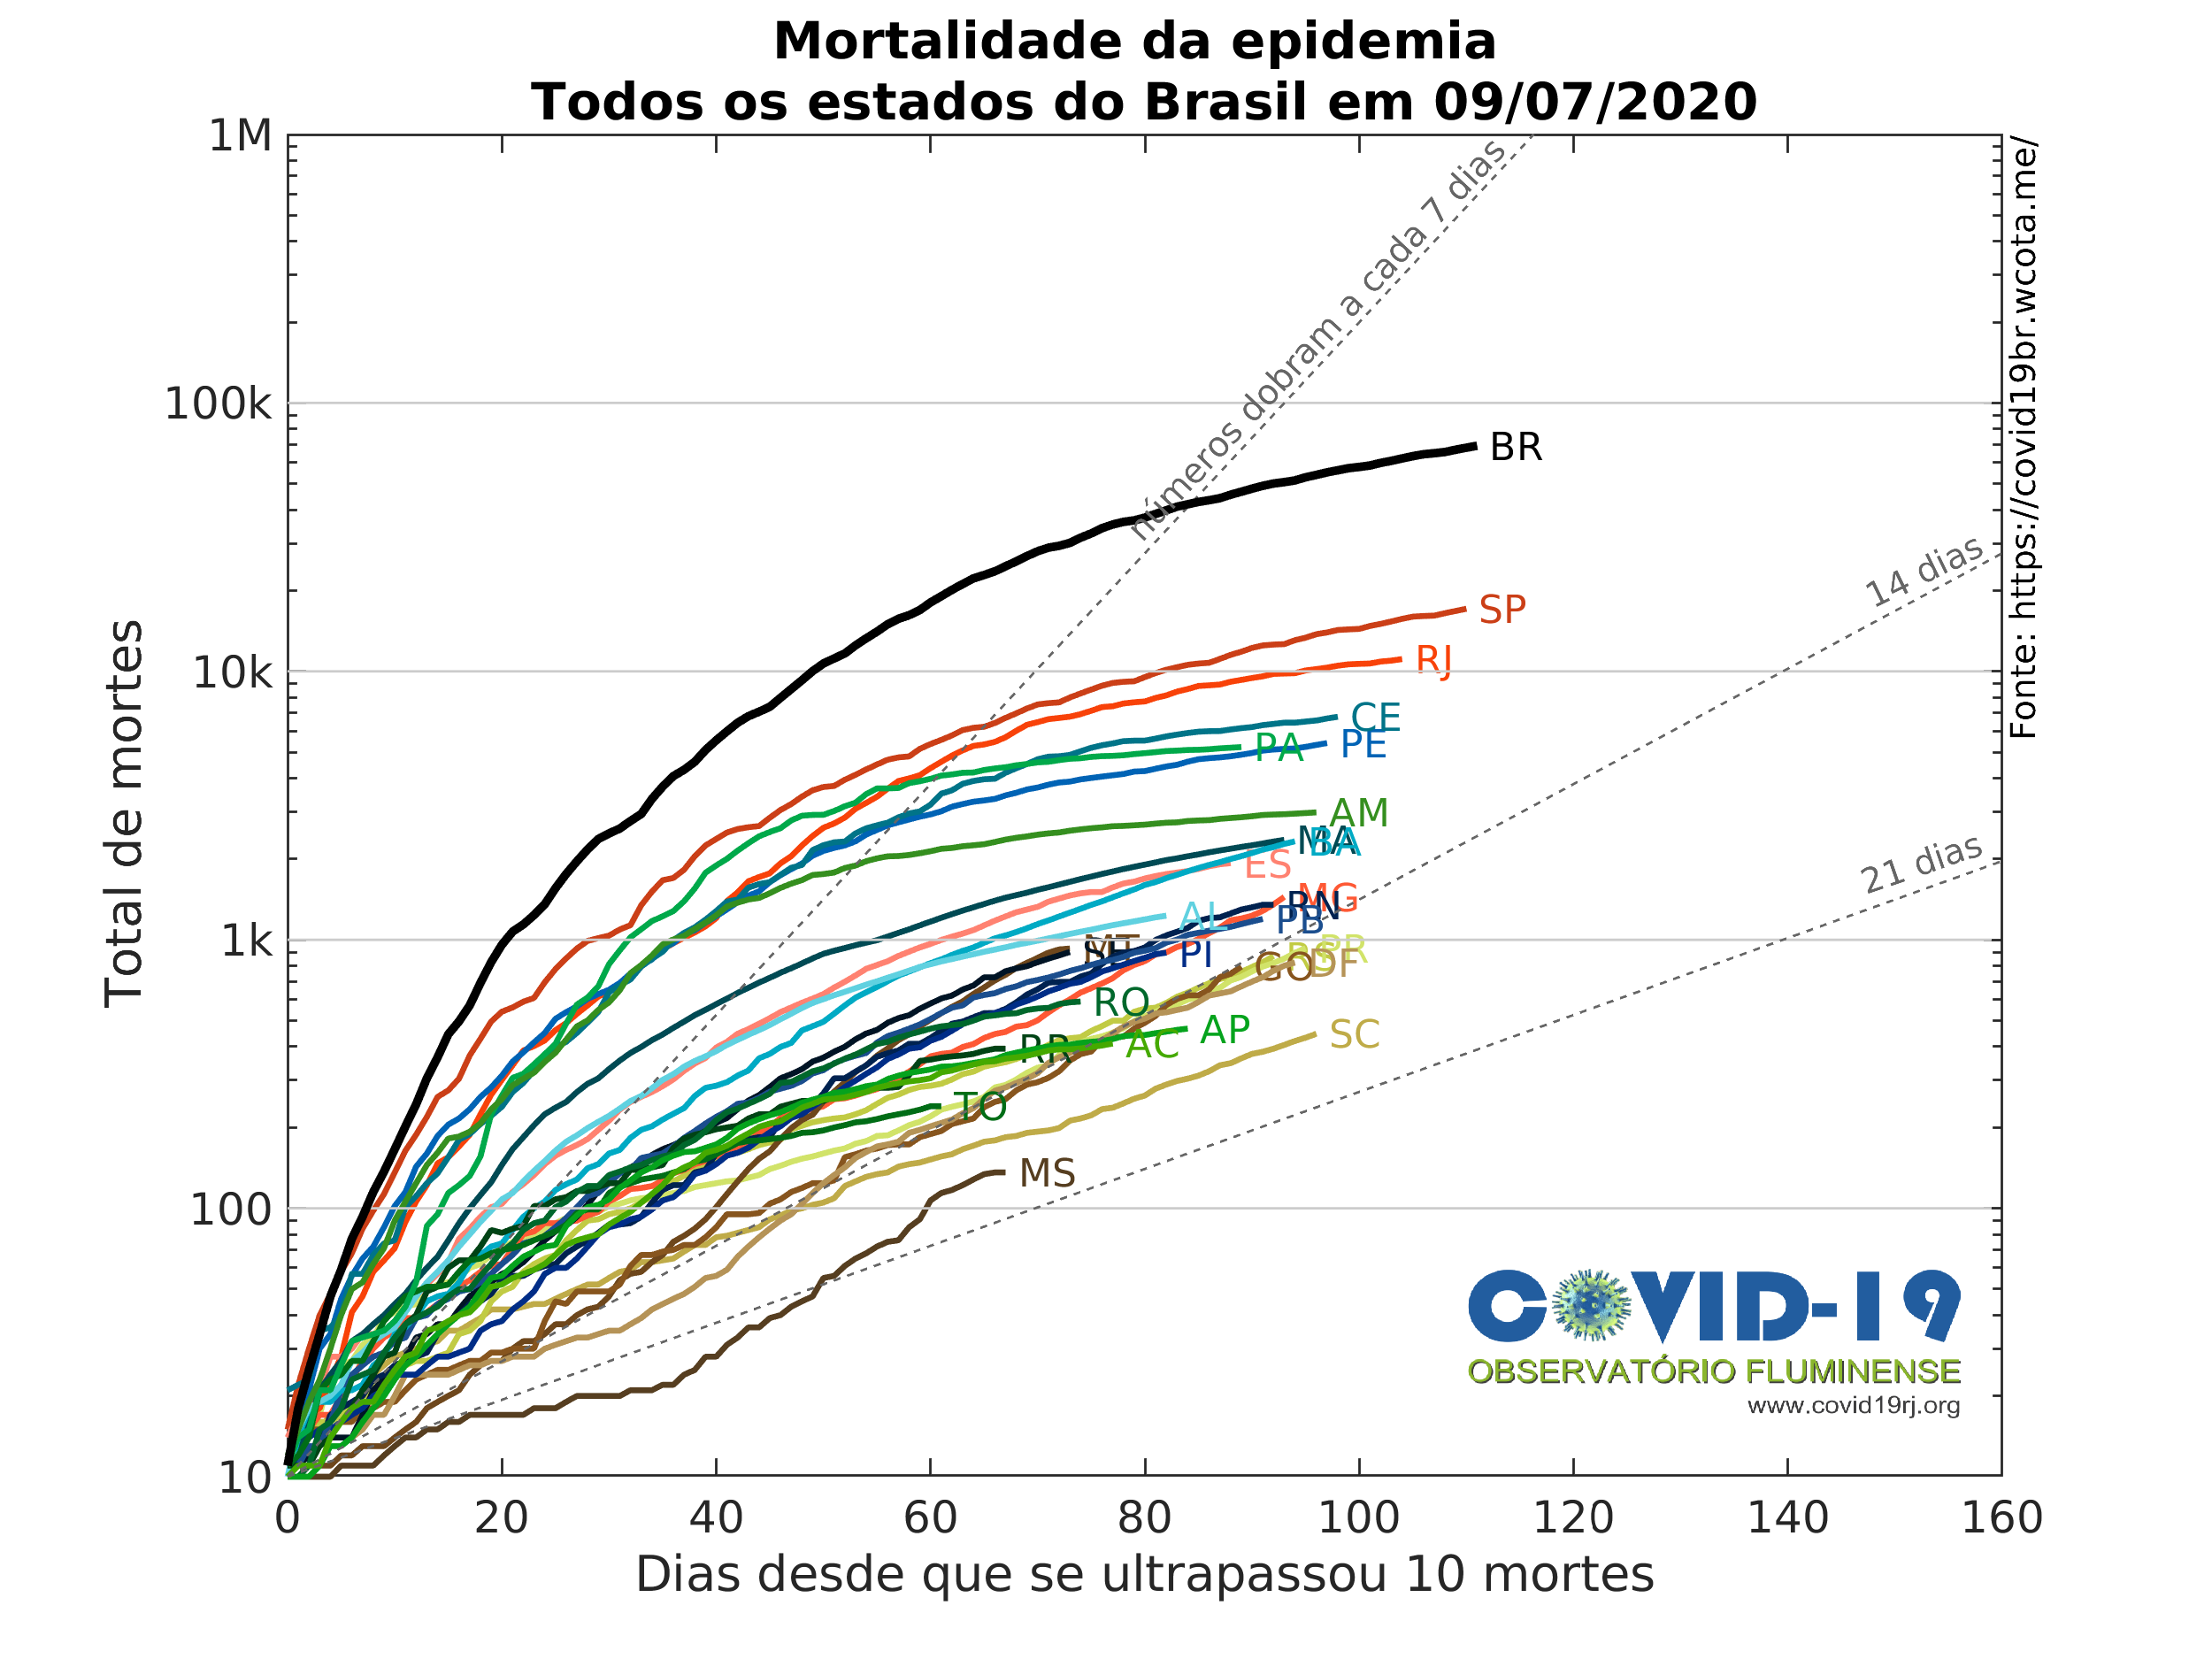 Mortalidade da epidemia
Todos os estados do Brasil em 09/07/2020
1M
100k
10k
1k
100
10
Total de mortes
0 20 40 60 80 100 120 140 160
Dias desde que se ultrapassou 10 mortes
números dobram a cada 7 dias
14 dias
21 dias
BR
SP
RJ
CE
PE
PA
AM
MA
BA
ES
MG
RN
PB
AL
MT
PI
PR
RS
GO
DF
RO
AP
SC
RR
AC
TO
MS
Fonte: https://covid19br.wcota.me/
COVID-19
OBSERVATÓRIO FLUMINENSE
www.covid19rj.org